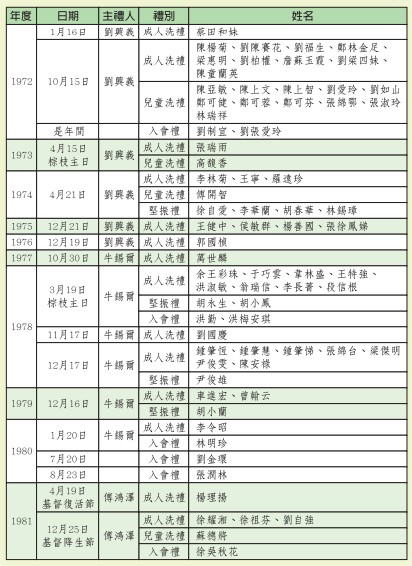 年度 日期 主禮人 禮別 姓名
1972 1月16日 劉興義 成人洗禮 蔡田和妹
10月15日 劉興義 成人洗禮 陳楊菊、劉陳賽花、劉福生、鄭林金足、
梁惠明、劉柏權、詹蘇玉霞、劉梁四妹、
陳童蘭英
兒童洗禮 陳亞敏、陳上文、陳上智、劉愛玲、劉如山
鄭可健、鄭可蓉、鄭可芬、張綿鄂、張淑玲
林瑞祥
是年間 入會禮 劉制宜、劉張愛玲
1973 4月15日 棕枝主日 劉興義 成人洗禮 張瑞雨
兒童洗禮 高馥香
1974 4月21日 劉興義 成人洗禮 李林菊、王寧、羅遠珍
兒童洗禮 傅開智
堅振禮 徐自愛、李華蘭、胡春華、林錫璋
1975 12月21日 劉興義 成人洗禮 王健中、侯敏群、楊善國、張徐鳳娣
1976 12月19日 劉興義 成人洗禮 郭國楨
1977 10月30日 牛錫爾 成人洗禮 萬世麟
1978 3月19日 棕枝主日 牛錫爾 成人洗禮 余王彩珠、于巧雲、韋林盛、王特強、
洪淑敏、翁瑞信、李長菁、段信根
堅振禮 胡永生、胡小鳳
入會禮 洪勤、洪梅安琪
11月17日 牛錫爾 成人洗禮 劉國慶
12月17日 牛錫爾 成人洗禮 鍾肇恆、鍾肇慧、鍾肇悌、張綿台、梁傑明
尹俊雯、陳安祿
堅振禮 尹俊雄
1979 12月16日 牛錫爾 成人洗禮 車進宏、曾翰云
堅振禮 胡小蘭
1980 1月20日 牛錫爾 成人洗禮 李令昭
入會禮 林明珍
7月20日 入會禮 劉金環
8月23日 入會禮 張潤林
1981 4月19日 基督復活節 傅鴻澤 成人洗禮 楊理揚
12月25日 基督降生節 傅鴻澤 成人洗禮 徐耀湘、徐祖芬、劉自強
兒童洗禮 蘇德將
入會禮 徐吳秋花